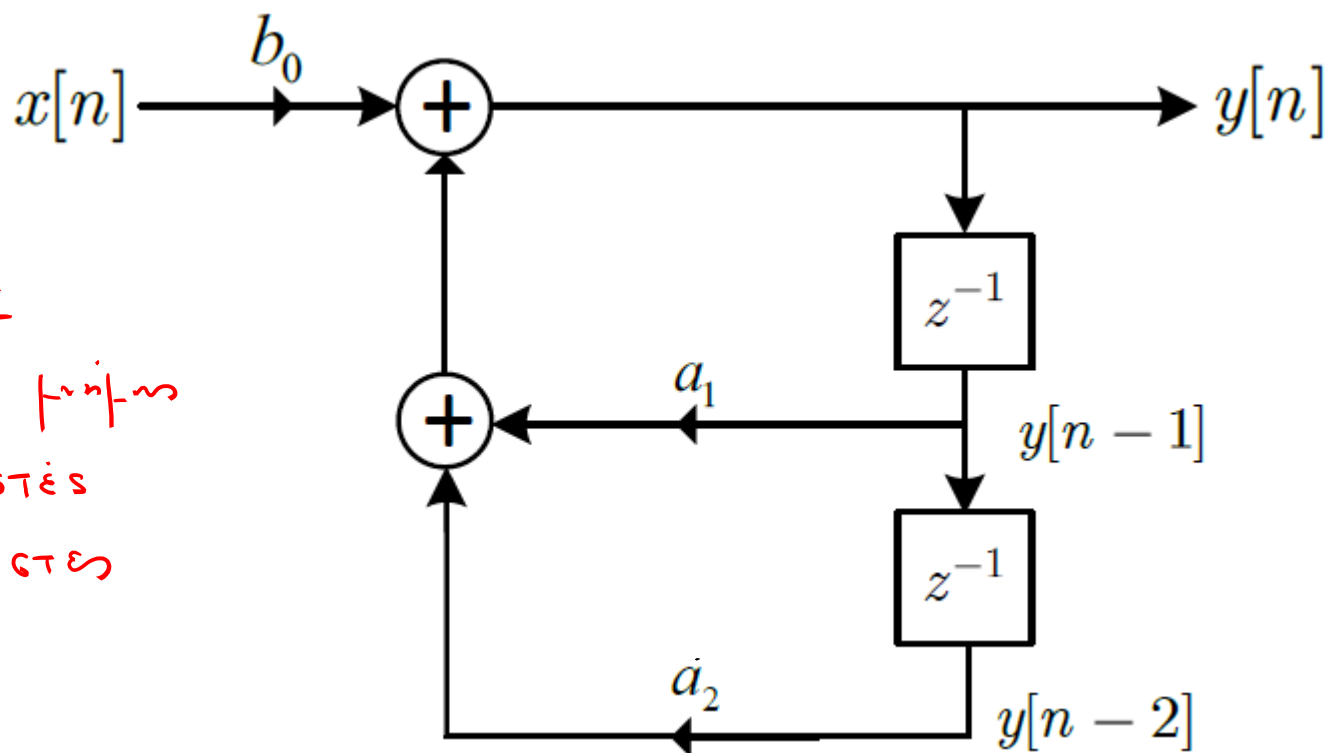 b₀
x[n] + y[n]
z⁻¹
a₁
+ y[n − 1]
z⁻¹
a₂
y[n − 2]